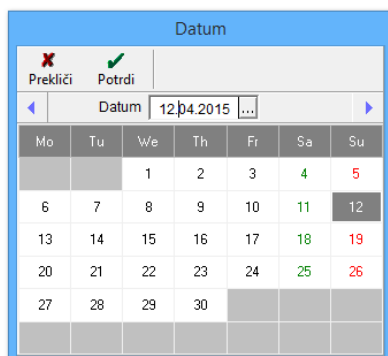 Datum
Prekliči Potrdi
Datum 12.04.2015 ...
Mo Tu We Th Fr Sa Su
1 2 3 4 5
6 7 8 9 10 11 12
13 14 15 16 17 18 19
20 21 22 23 24 25 26
27 28 29 30